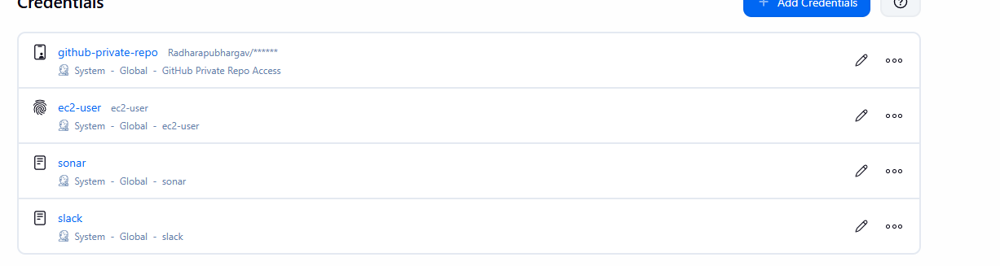 Credentials
+ Add Credentials
github-private-repo Radharapubhargav/******
System - Global - GitHub Private Repo Access
ec2-user ec2-user
System - Global - ec2-user
sonar
System - Global - sonar
slack
System - Global - slack